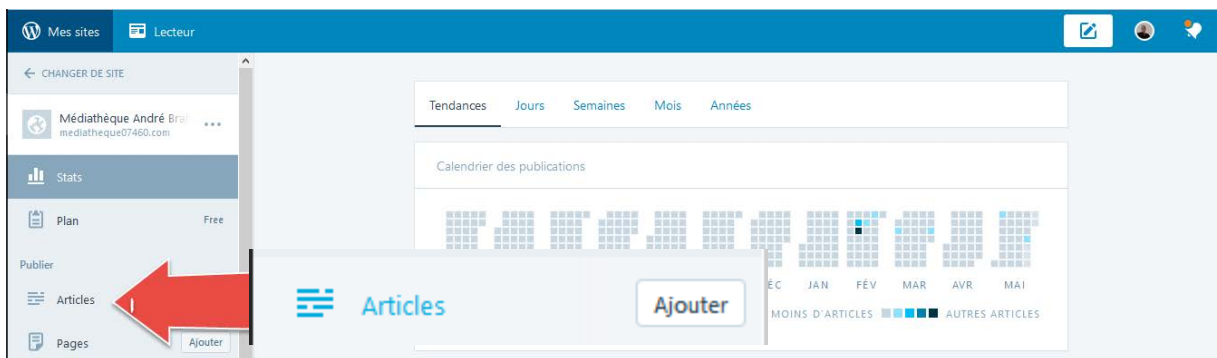 Mes sites
Lecteur
CHANGER DE SITE
Médiathèque André Bra
mediatheque07460.com
Stats
Plan
Free
Publier
Articles
Pages
Ajouter
Tendances
Jours
Semaines
Mois
Années
Calendrier des publications
Articles
Ajouter
JAN
FÉV
MAR
AVR
MAI
MOINS D'ARTICLES
AUTRES ARTICLES